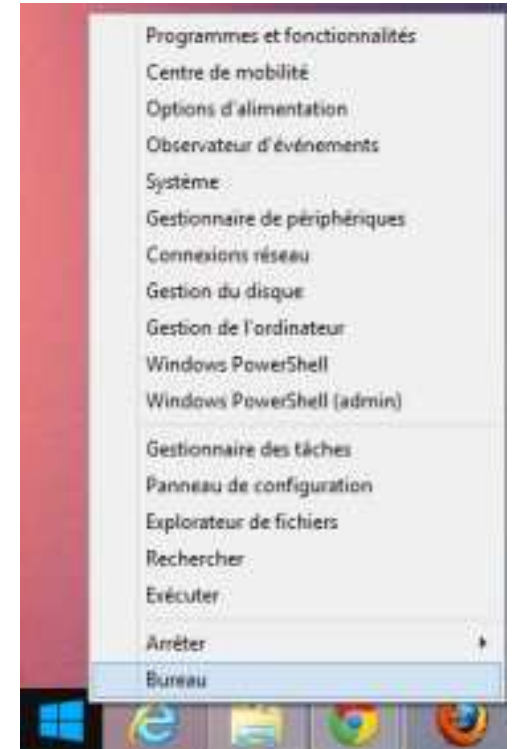 Programmes et fonctionnalités
Centre de mobilité
Options d'alimentation
Observateur d'événements
Système
Gestionnaire de périphériques
Connexions réseau
Gestion du disque
Gestion de l'ordinateur
Windows PowerShell
Windows PowerShell (admin)
Gestionnaire des tâches
Panneau de configuration
Explorateur de fichiers
Rechercher
Exécuter
Arrêter
Bureau